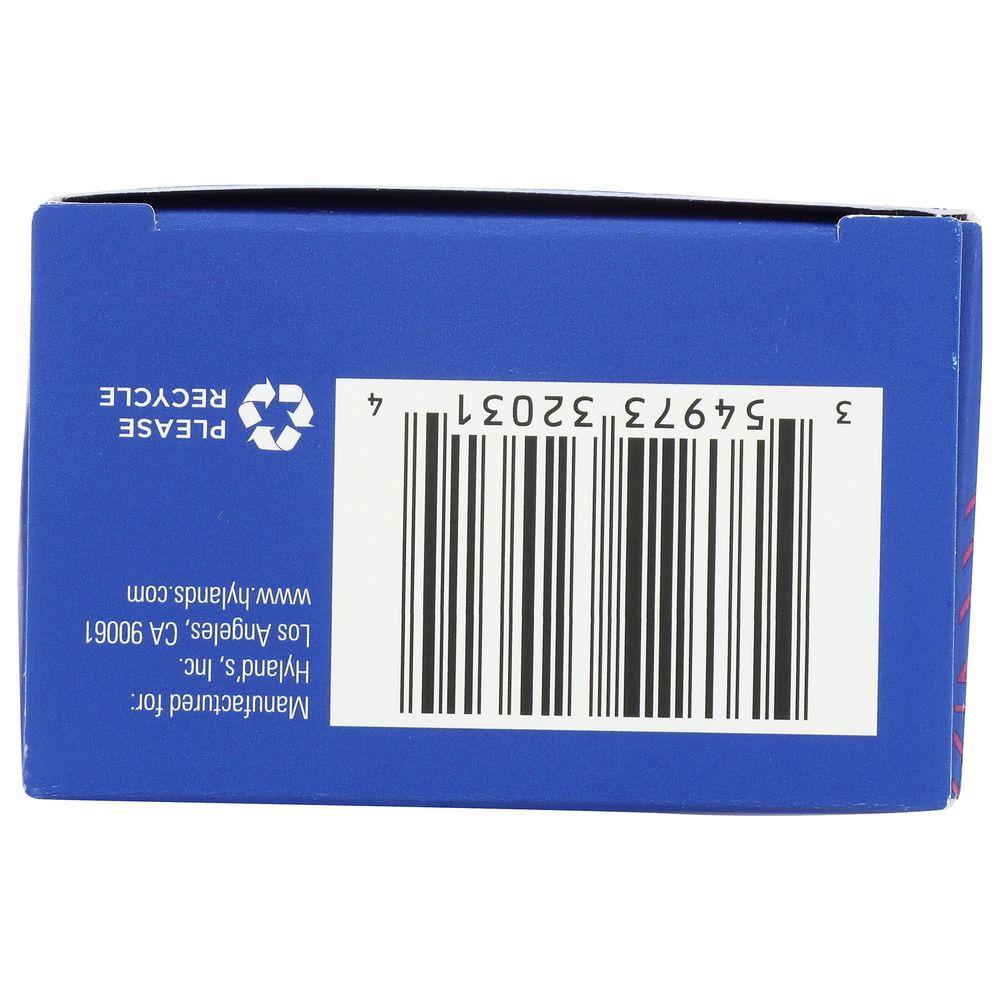 Manufactured for:
Hyland's, Inc.
Los Angeles, CA 90061
www.hylands.com
PLEASE
RECYCLE
3 54973 32031 4